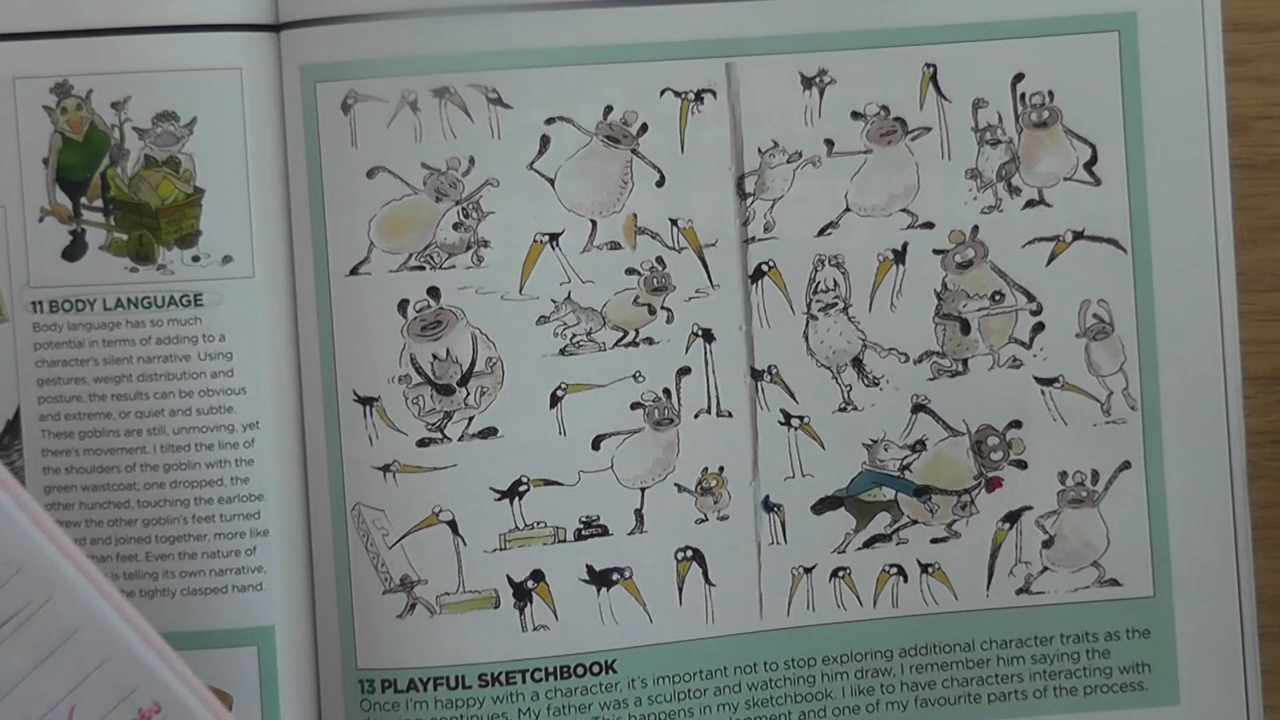 11 BODY LANGUAGE
Body language has so much
potential in terms of adding to a
character's silent narrative. Using
gestures, weight distribution and
posture, the results can be obvious
and extreme, or quiet and subtle.
These goblins are still, unmoving, yet
there's movement. I tilted the line of
the shoulders of the goblin with the
green waistcoat; one dropped, the
other hunched, touching the earlobe.
the other goblin's feet turned
and joined together, more like
feet. Even the nature of
is telling its own narrative,
tightly clasped hand.
13 PLAYFUL SKETCHBOOK
Once I'm happy with a character, it's important not to stop exploring additional character traits as the
continues. My father was a sculptor and watching him draw, I remember him saying the
happens in my sketchbook. I like to have characters interacting with
and one of my favourite parts of the process.